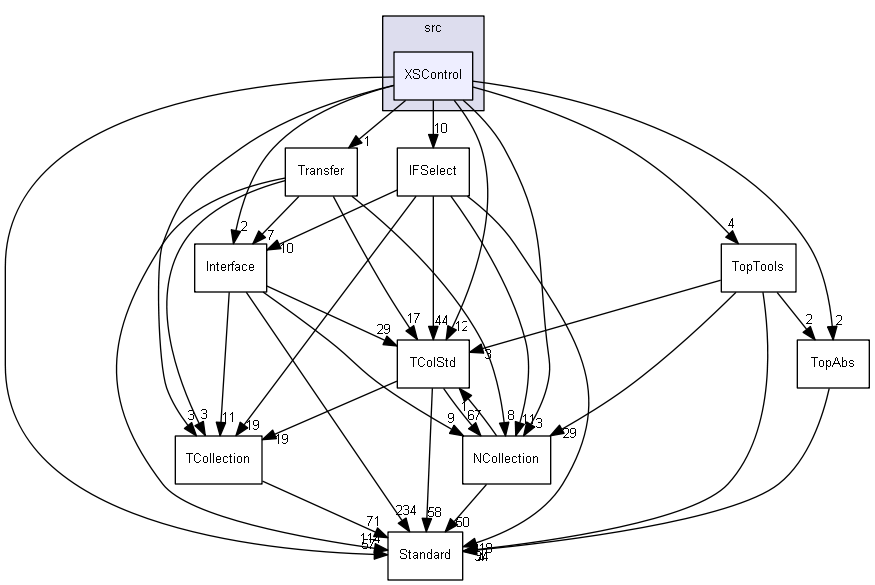 src
XSControl
1
10
Transfer
IFSelect
2
7
10
4
Interface
TopTools
29
17
44
12
3
2
2
TColStd
TopAbs
3
3
11
19
19
9
1
67
8
11
3
29
TCollection
NCollection
71
234
58
60
Standard